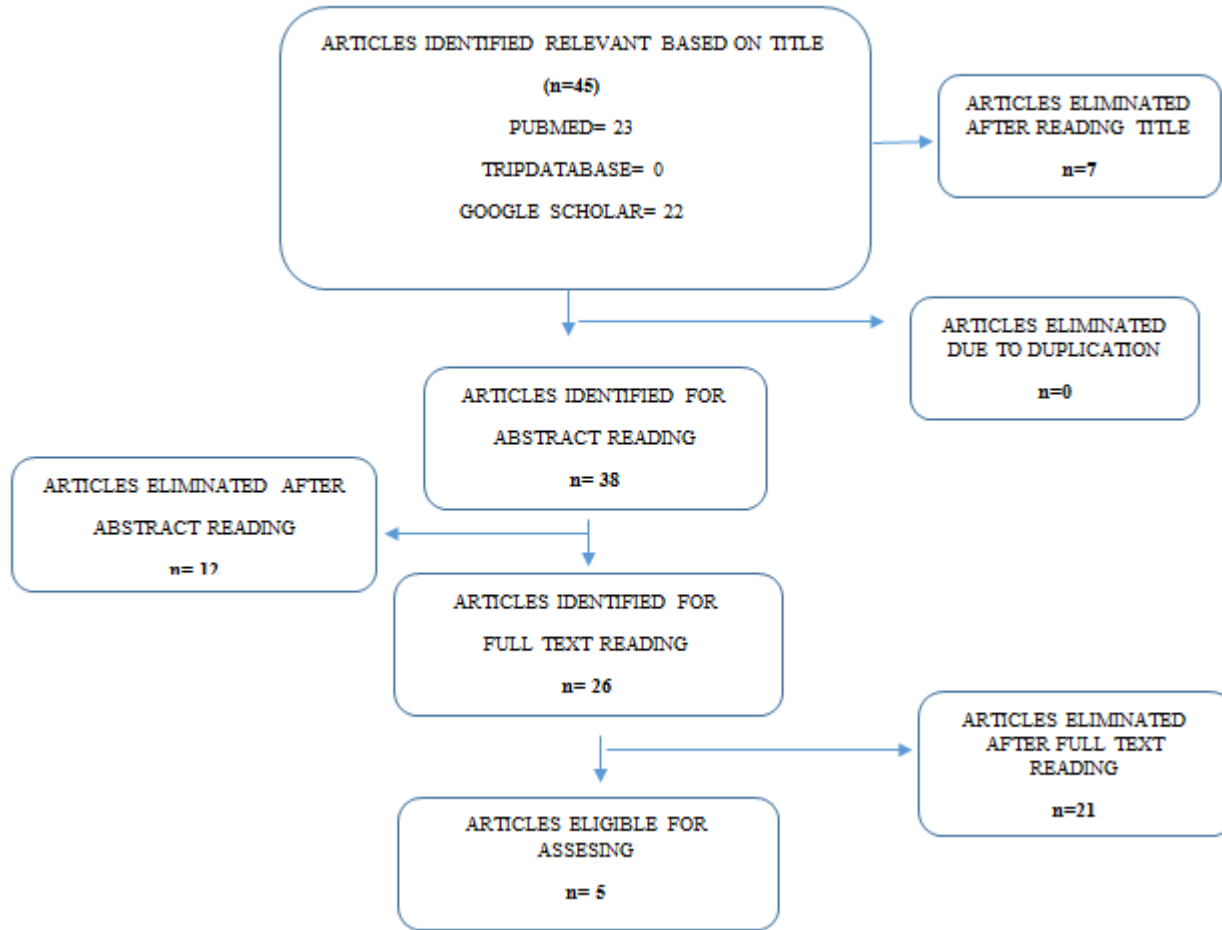 ARTICLES IDENTIFIED RELEVANT BASED ON TITLE
(n=45)
PUBMED= 23
TRIPDATABASE= 0
GOOGLE SCHOLAR= 22
ARTICLES ELIMINATED
AFTER READING TITLE
n=7
ARTICLES ELIMINATED
DUE TO DUPLICATION
n=0
ARTICLES IDENTIFIED FOR
ABSTRACT READING
n= 38
ARTICLES ELIMINATED AFTER
ABSTRACT READING
n= 12
ARTICLES IDENTIFIED FOR
FULL TEXT READING
n= 26
ARTICLES ELIMINATED
AFTER FULL TEXT
READING
n=21
ARTICLES ELIGIBLE FOR
ASSESING
n= 5